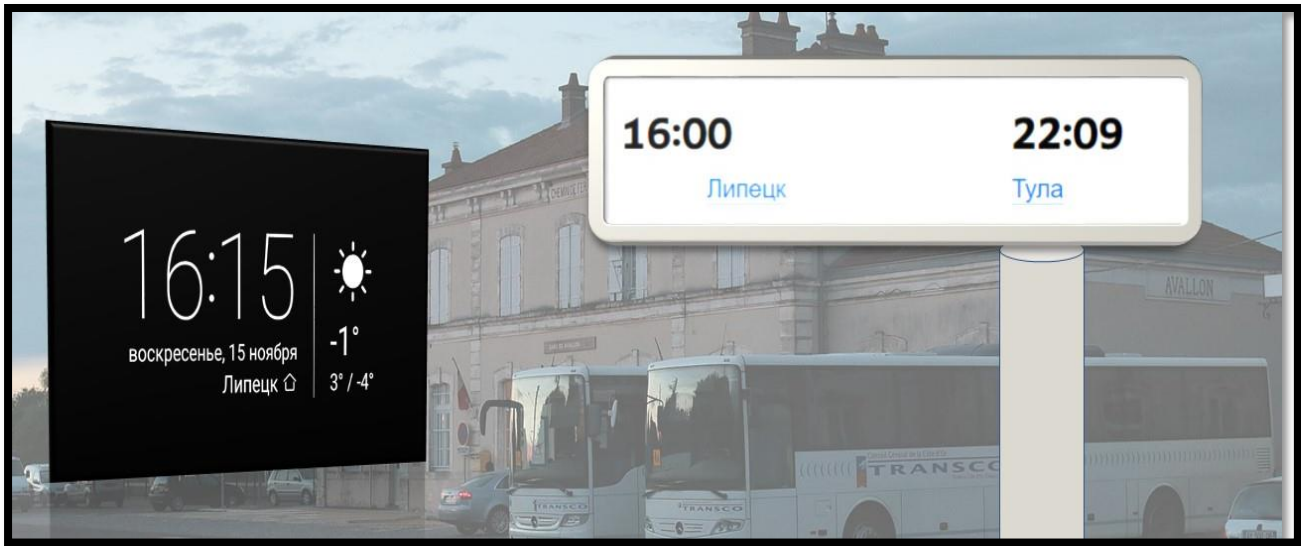 16:15
воскресенье, 15 ноября
Липецк
-1°
3° / -4°
16:00 22:09
Липецк Тула
AVALLON
TRANSCO
TRANSCO
TRANSCO